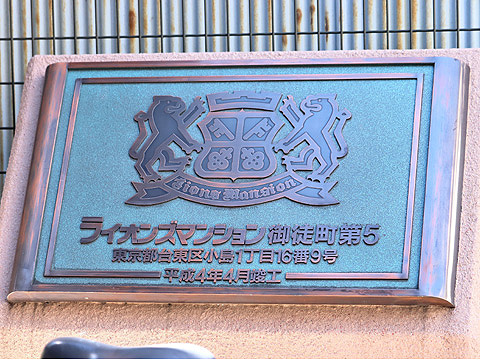 Lions Mansion
ライオンズマンション御徒町第5
東京都台東区小島1丁目16番9号
平成4年4月竣工